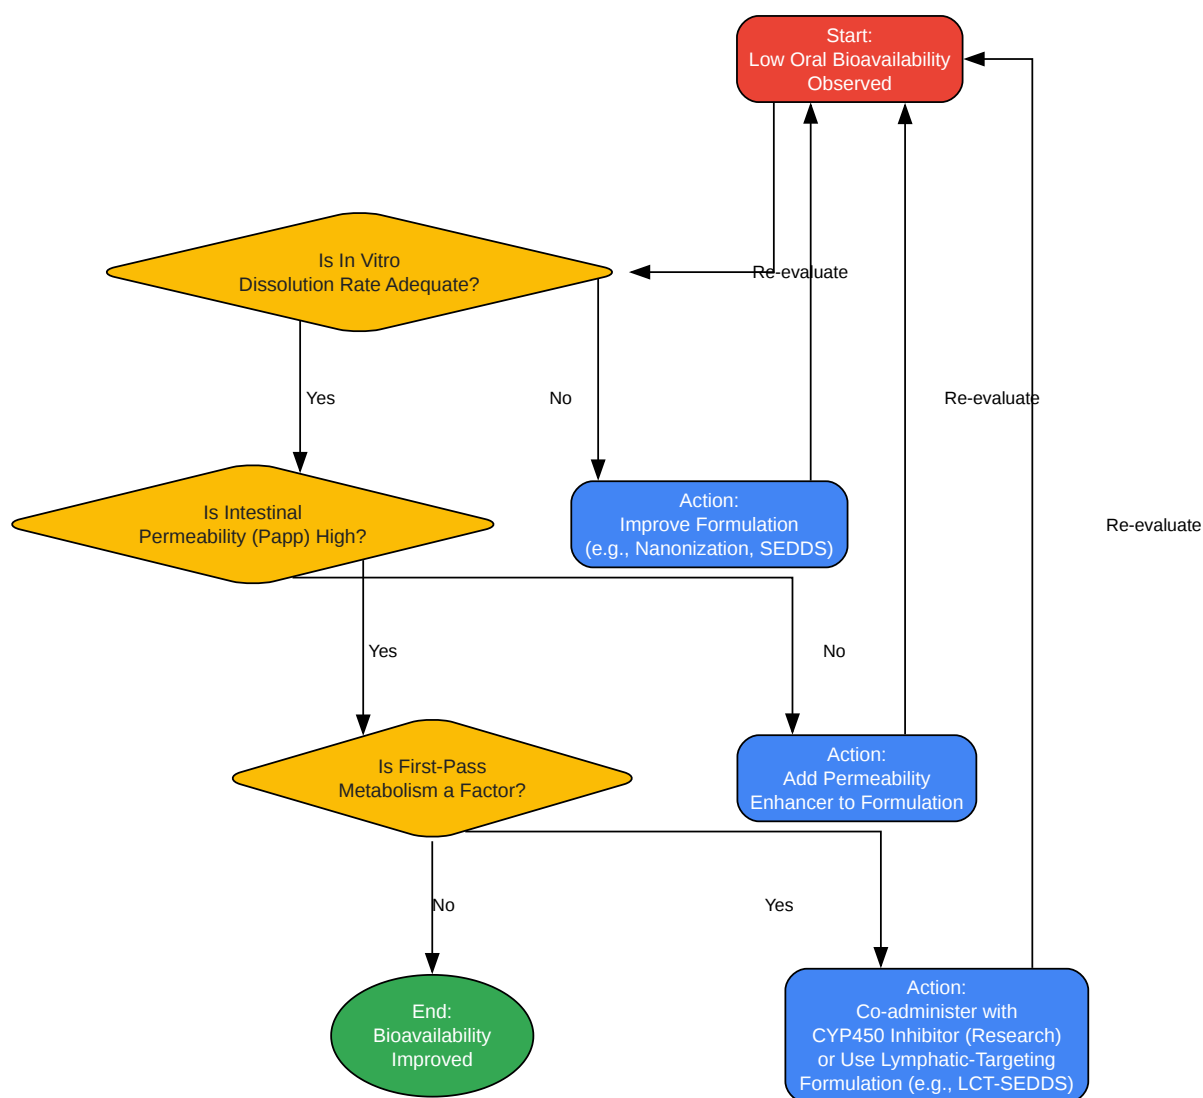 Start:
Low Oral Bioavailability
Observed
Is In Vitro
Dissolution Rate Adequate?
Re-evaluate
Yes
No
Re-evaluate
Is Intestinal
Permeability (Papp) High?
Action:
Improve Formulation
(e.g., Nanonization, SEDDS)
Re-evaluate
Yes
No
Is First-Pass
Metabolism a Factor?
Action:
Add Permeability
Enhancer to Formulation
No
Yes
End:
Bioavailability
Improved
Action:
Co-administer with
CYP450 Inhibitor (Research)
or Use Lymphatic-Targeting
Formulation (e.g., LCT-SEDDS)